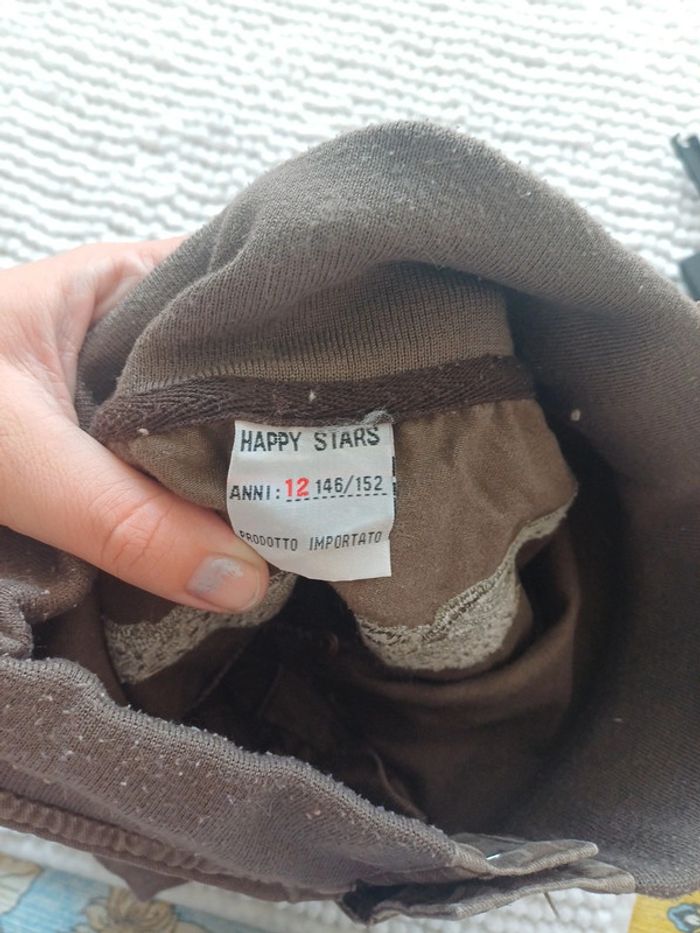 HAPPY STARS
ANNI: 12 146/152
PRODOTTO IMPORTATO